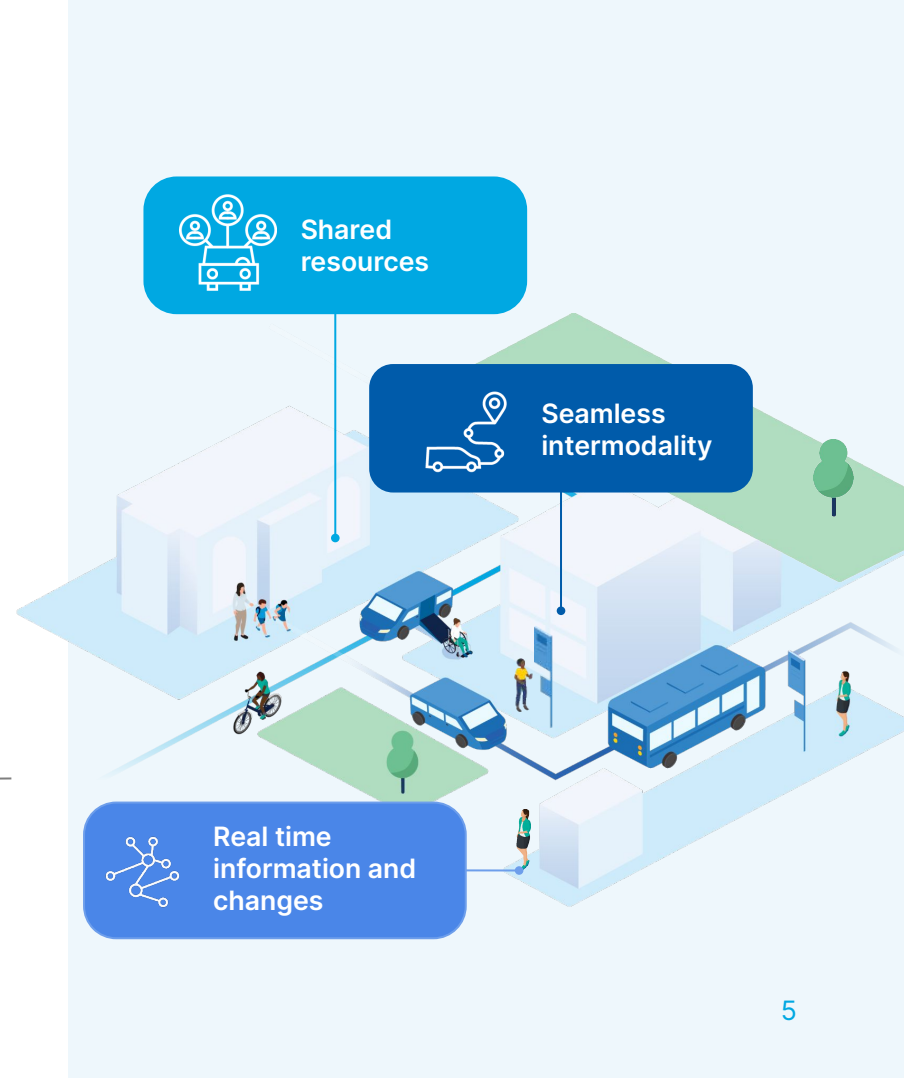 Shared
resources
Seamless
intermodality
Real time
information and
changes
5